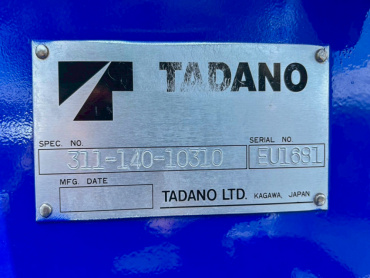 TADANO
SPEC. NO.
SERIAL NO.
311-140-10310
EU1681
MFG. DATE
TADANO LTD. KAGAWA, JAPAN